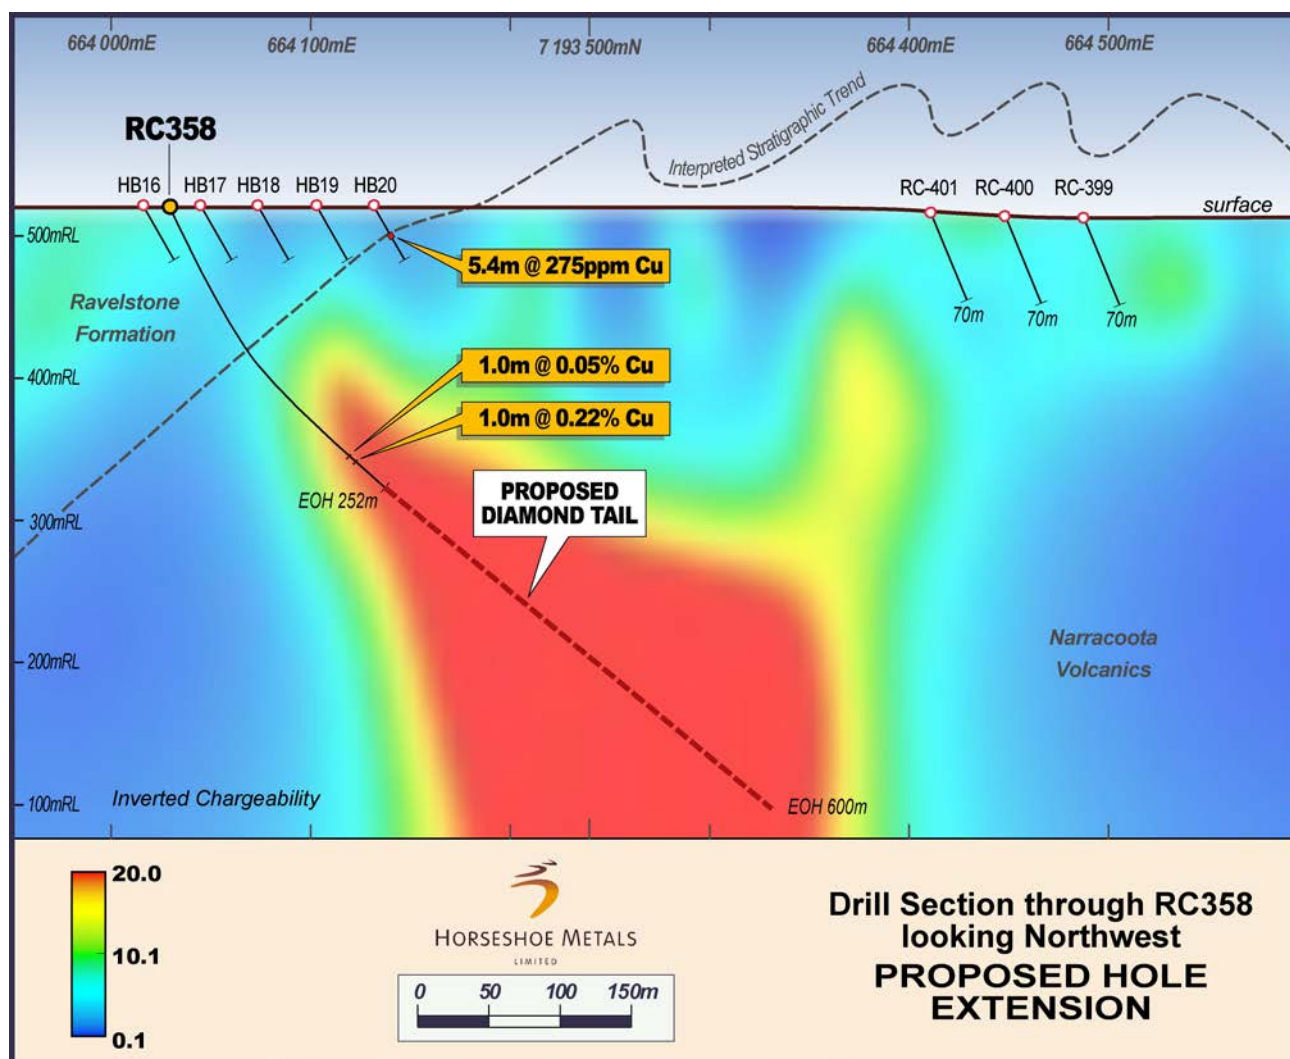 664 000mE
664 100mE
7 193 500mN
664 400mE
664 500mE
RC358
Interpreted Stratigraphic Trend
HB16
HB17
HB18
HB19
HB20
RC-401
RC-400
RC-399
surface
500mRL
5.4m @ 275ppm Cu
Ravelstone
Formation
70m
70m
70m
1.0m @ 0.05% Cu
400mRL
1.0m @ 0.22% Cu
EOH 252m
PROPOSED
DIAMOND TAIL
300mRL
Narracoota
Volcanics
200mRL
Inverted Chargeability
100mRL
EOH 600m
20.0
10.1
0.1
HORSESHOE METALS
LIMITED
0 50 100 150m
Drill Section through RC358
looking Northwest
PROPOSED HOLE
EXTENSION